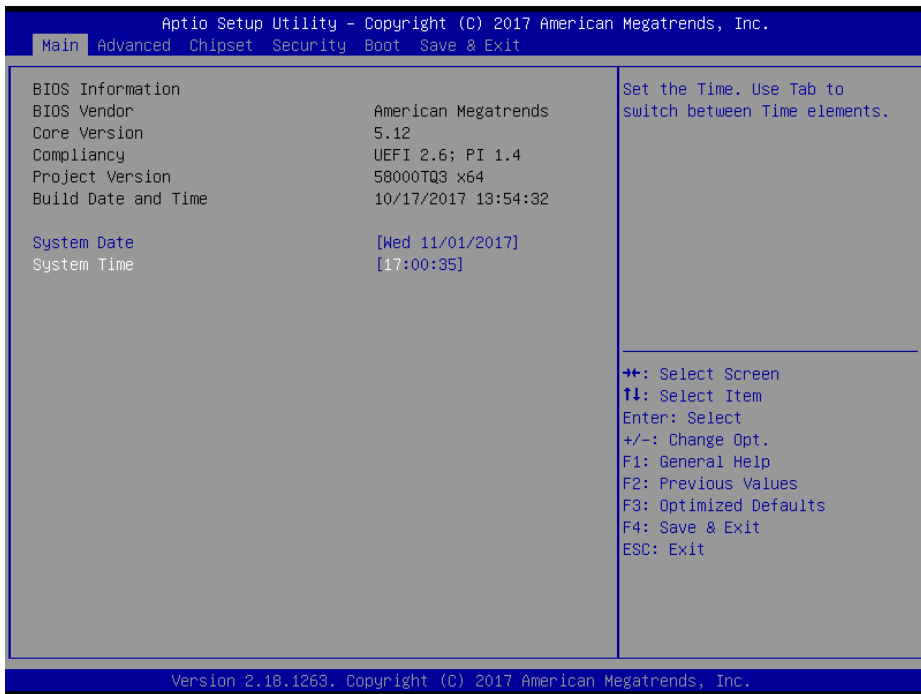 Aptio Setup Utility – Copyright (C) 2017 American Megatrends, Inc.
Main Advanced Chipset Security Boot Save & Exit
BIOS Information
BIOS Vendor American Megatrends
Core Version 5.12
Compliancy UEFI 2.6; PI 1.4
Project Version 58000TQ3 x64
Build Date and Time 10/17/2017 13:54:32
System Date [Wed 11/01/2017]
System Time [17:00:35]
Set the Time. Use Tab to
switch between Time elements.
→←: Select Screen
↑↓: Select Item
Enter: Select
+/-: Change Opt.
F1: General Help
F2: Previous Values
F3: Optimized Defaults
F4: Save & Exit
ESC: Exit
Version 2.18.1263. Copyright (C) 2017 American Megatrends, Inc.